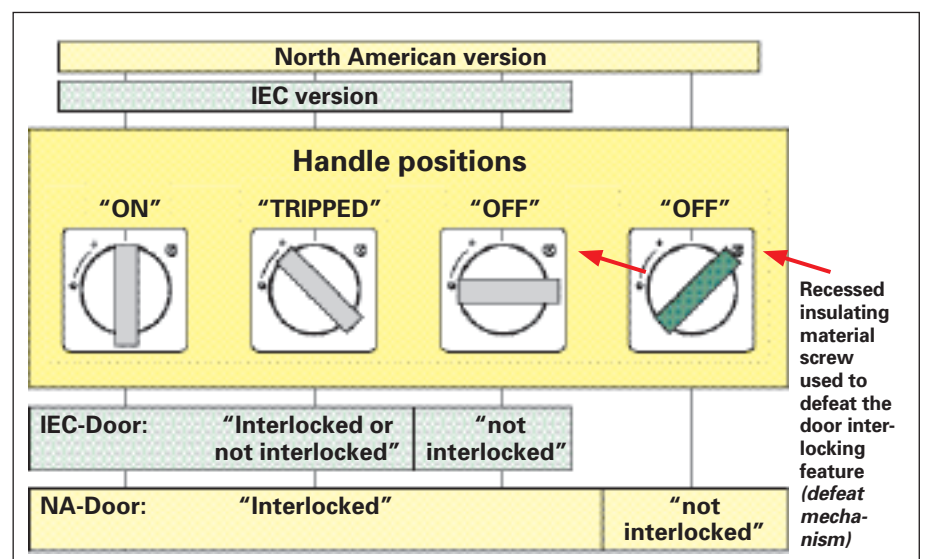 North American version
IEC version
Handle positions
“ON” “TRIPPED” “OFF” “OFF”
Recessed
insulating
material
screw
used to
defeat the
door inter-
locking
feature
(defeat
mecha-
nism)
IEC-Door: “Interlocked or
not interlocked”
“not
interlocked”
NA-Door: “Interlocked”
“not
interlocked”